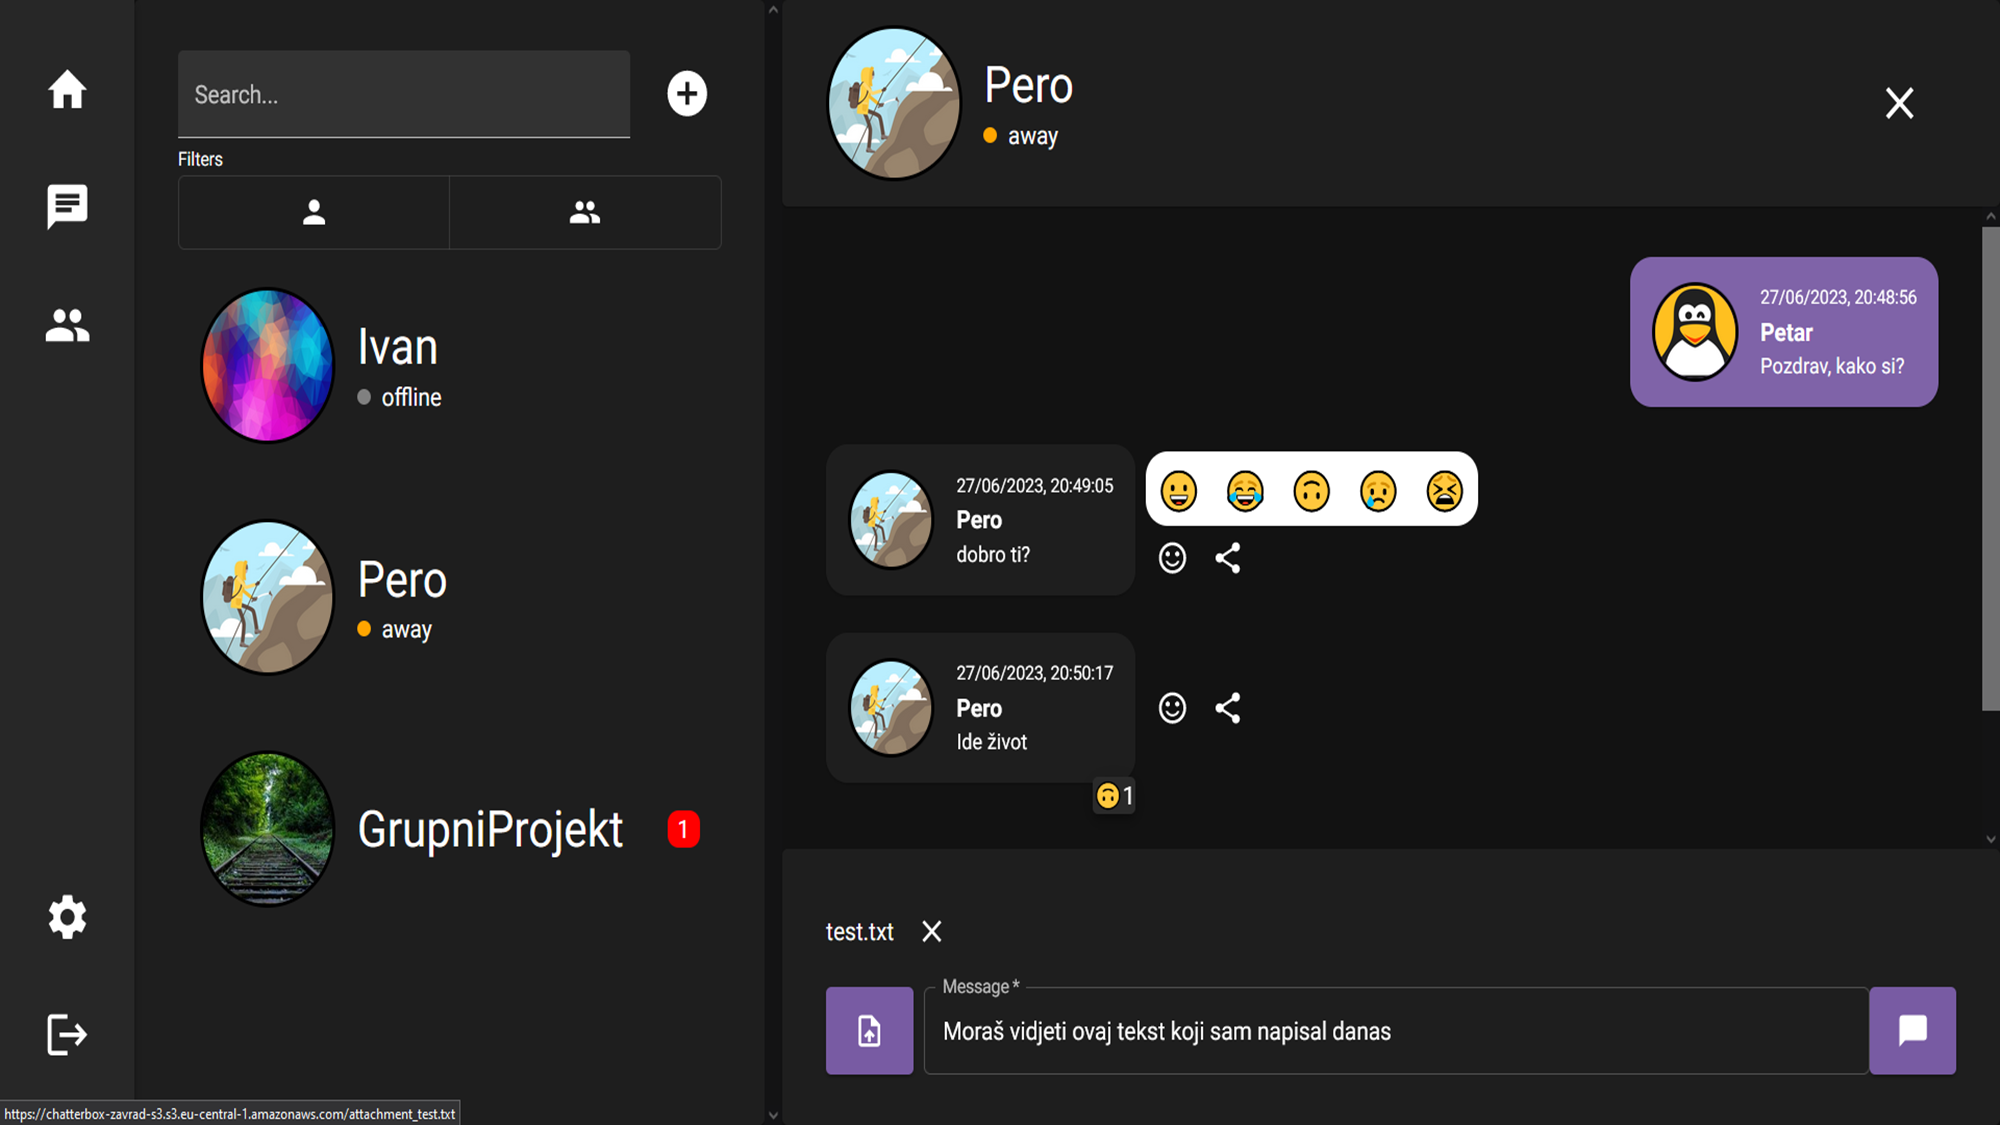 Search...
Filters
Ivan
offline
Pero
away
GrupniProjekt
1
Pero
away
27/06/2023, 20:48:56
Petar
Pozdrav, kako si?
27/06/2023, 20:49:05
Pero
dobro ti?
27/06/2023, 20:50:17
Pero
Ide život
1
test.txt
Message *
Moraš vidjeti ovaj tekst koji sam napisal danas
https://chatterbox-zavrad-s3.s3.eu-central-1.amazonaws.com/attachment_test.txt